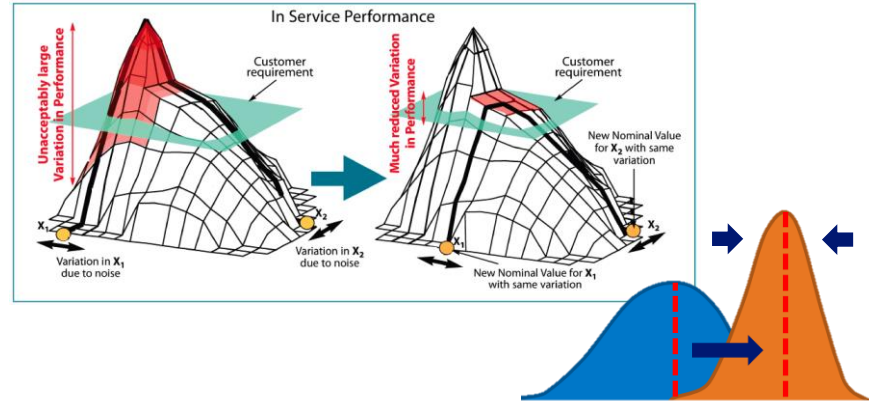 In Service Performance
Unacceptably large
Variation in Performance
Customer
requirement
X1
X2
Variation in X1
due to noise
Variation in X2
due to noise
Much reduced Variation
in Performance
Customer
requirement
New Nominal Value
for X2 with same
variation
X1
X2
New Nominal Value for X1
with same variation